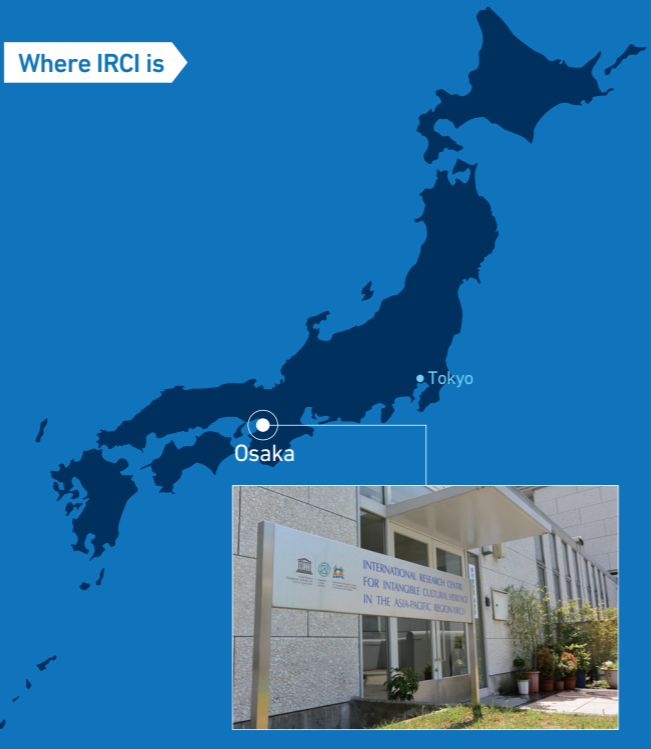 Where IRCI is
Tokyo
Osaka
INTERNATIONAL RESEARCH CENTRE
FOR INTANGIBLE CULTURAL HERITAGE
IN THE ASIA-PACIFIC REGION (IRCI)